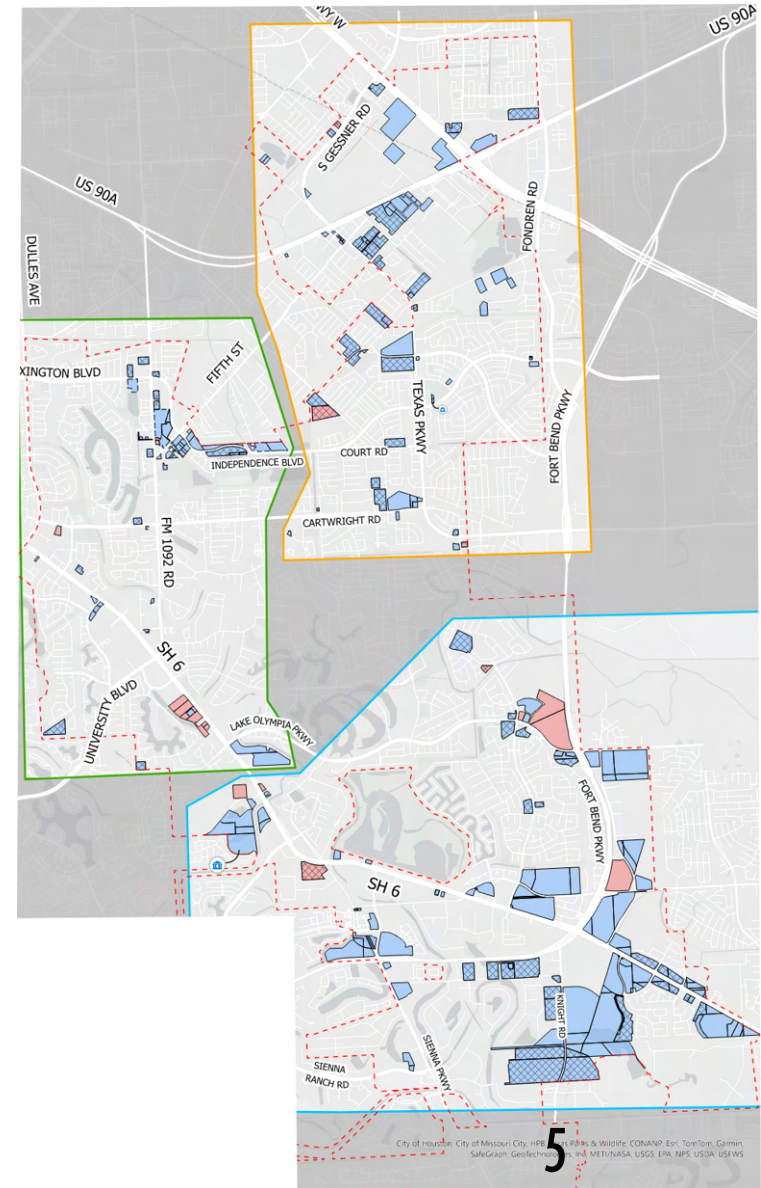 WY W
US 90A
S GESSNER RD
US 90A
FONDREN RD
DULLES AVE
FIFTH ST
XINGTON BLVD
TEXAS PKWY
FORT BEND PKWY
COURT RD
INDEPENDENCE BLVD
CARTWRIGHT RD
FM 1092 RD
SH 6
UNIVERSITY BLVD
LAKE OLYMPIA PKWY
FORT BEND PKWY
SH 6
KNIGHT RD
SIENNA PKWY
SIENNA
RANCH RD
City of Houston, City of Missouri City, HPB, as Parks & Wildlife, CONANP, Esri, TomTom, Garmin,
SafeGraph, GeoTechnologies, Inc, METI/NASA, USGS, EPA, NPS, USDA, USFWS
5